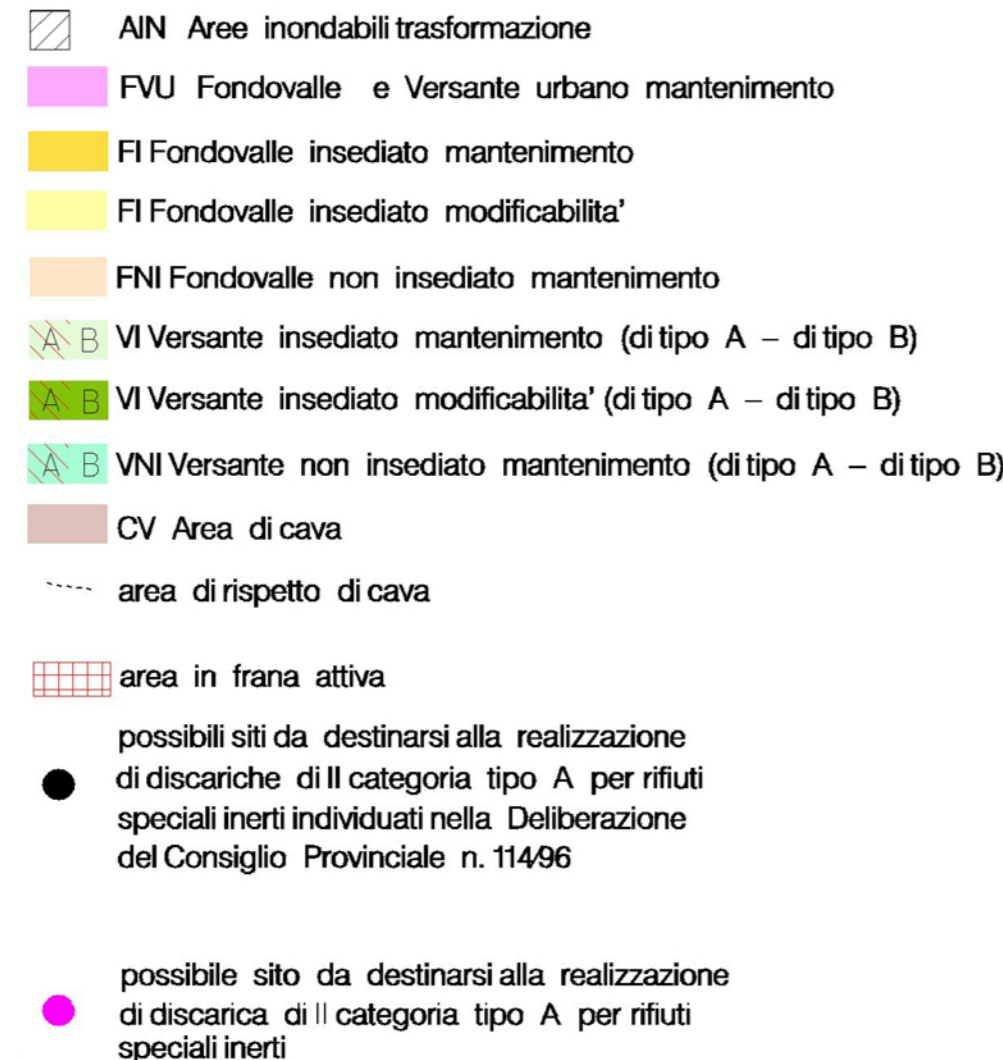 AIN Aree inondabili trasformazione
FVU Fondovalle e Versante urbano mantenimento
FI Fondovalle insediato mantenimento
FI Fondovalle insediato modificabilita'
FNI Fondovalle non insediato mantenimento
A B VI Versante insediato mantenimento (di tipo A – di tipo B)
A B VI Versante insediato modificabilita' (di tipo A – di tipo B)
A B VNI Versante non insediato mantenimento (di tipo A – di tipo B)
CV Area di cava
area di rispetto di cava
area in frana attiva
possibili siti da destinarsi alla realizzazione
di discariche di II categoria tipo A per rifiuti
speciali inerti individuati nella Deliberazione
del Consiglio Provinciale n. 114/96
possibile sito da destinarsi alla realizzazione
di discarica di II categoria tipo A per rifiuti
speciali inerti